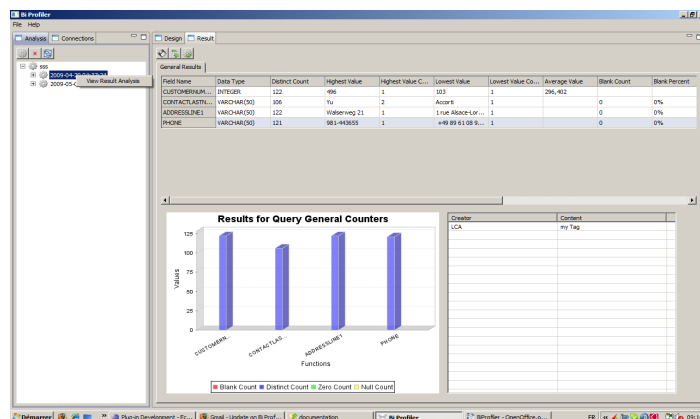 Bi Profiler
File Help
Analysis Connections
Design Result
General Results
sss
2009-05-0
View Result Analysis
Field Name Data Type Distinct Count Highest Value Highest Value C... Lowest Value Lowest Value Co... Average Value Blank Count Blank Percent
CUSTOMERNUM... INTEGER 122 496 1 103 1 296,402
CONTACTLASTN... VARCHAR(50) 106 Yu 2 Accorti 1 0 0%
ADDRESSLINE1 VARCHAR(50) 122 Walserweg 21 1 1 rue Alsace-Lor... 1 0 0%
PHONE VARCHAR(50) 121 981-443655 1 +49 89 61 08 9... 1 0 0%
Results for Query General Counters
Values
125
100
75
50
25
0
CUSTOMERN...
CONTACTLAS...
ADDRESSLINE1
PHONE
Functions
Blank Count Distinct Count Zero Count Null Count
Creator Content
LCA my Tag
Démarrer Plug-in Development - Ec... Gmail - Update on Bi Prof... documentation Bi Profiler BiProfiler - OpenOffice.o... FR